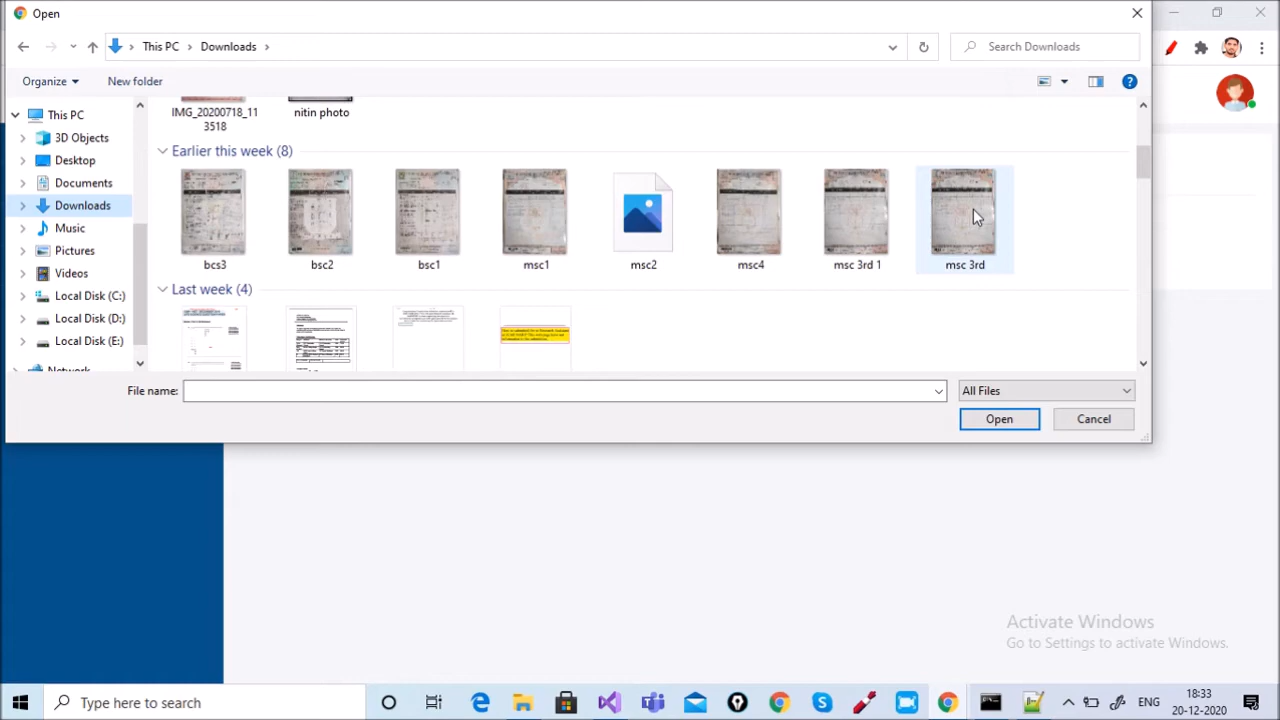 Open
This PC
Downloads
Search Downloads
Organize
New folder
This PC
3D Objects
Desktop
Documents
Downloads
Music
Pictures
Videos
Local Disk (C:)
Local Disk (D:)
Local Disk (E:)
Network
IMG_20200718_11
3518
nitin photo
Earlier this week (8)
bcs3
bsc2
bsc1
msc1
msc2
msc4
msc 3rd 1
msc 3rd
Last week (4)
File name:
All Files
Open
Cancel
Activate Windows
Go to Settings to activate Windows.
Type here to search
ENG
18:33
20-12-2020